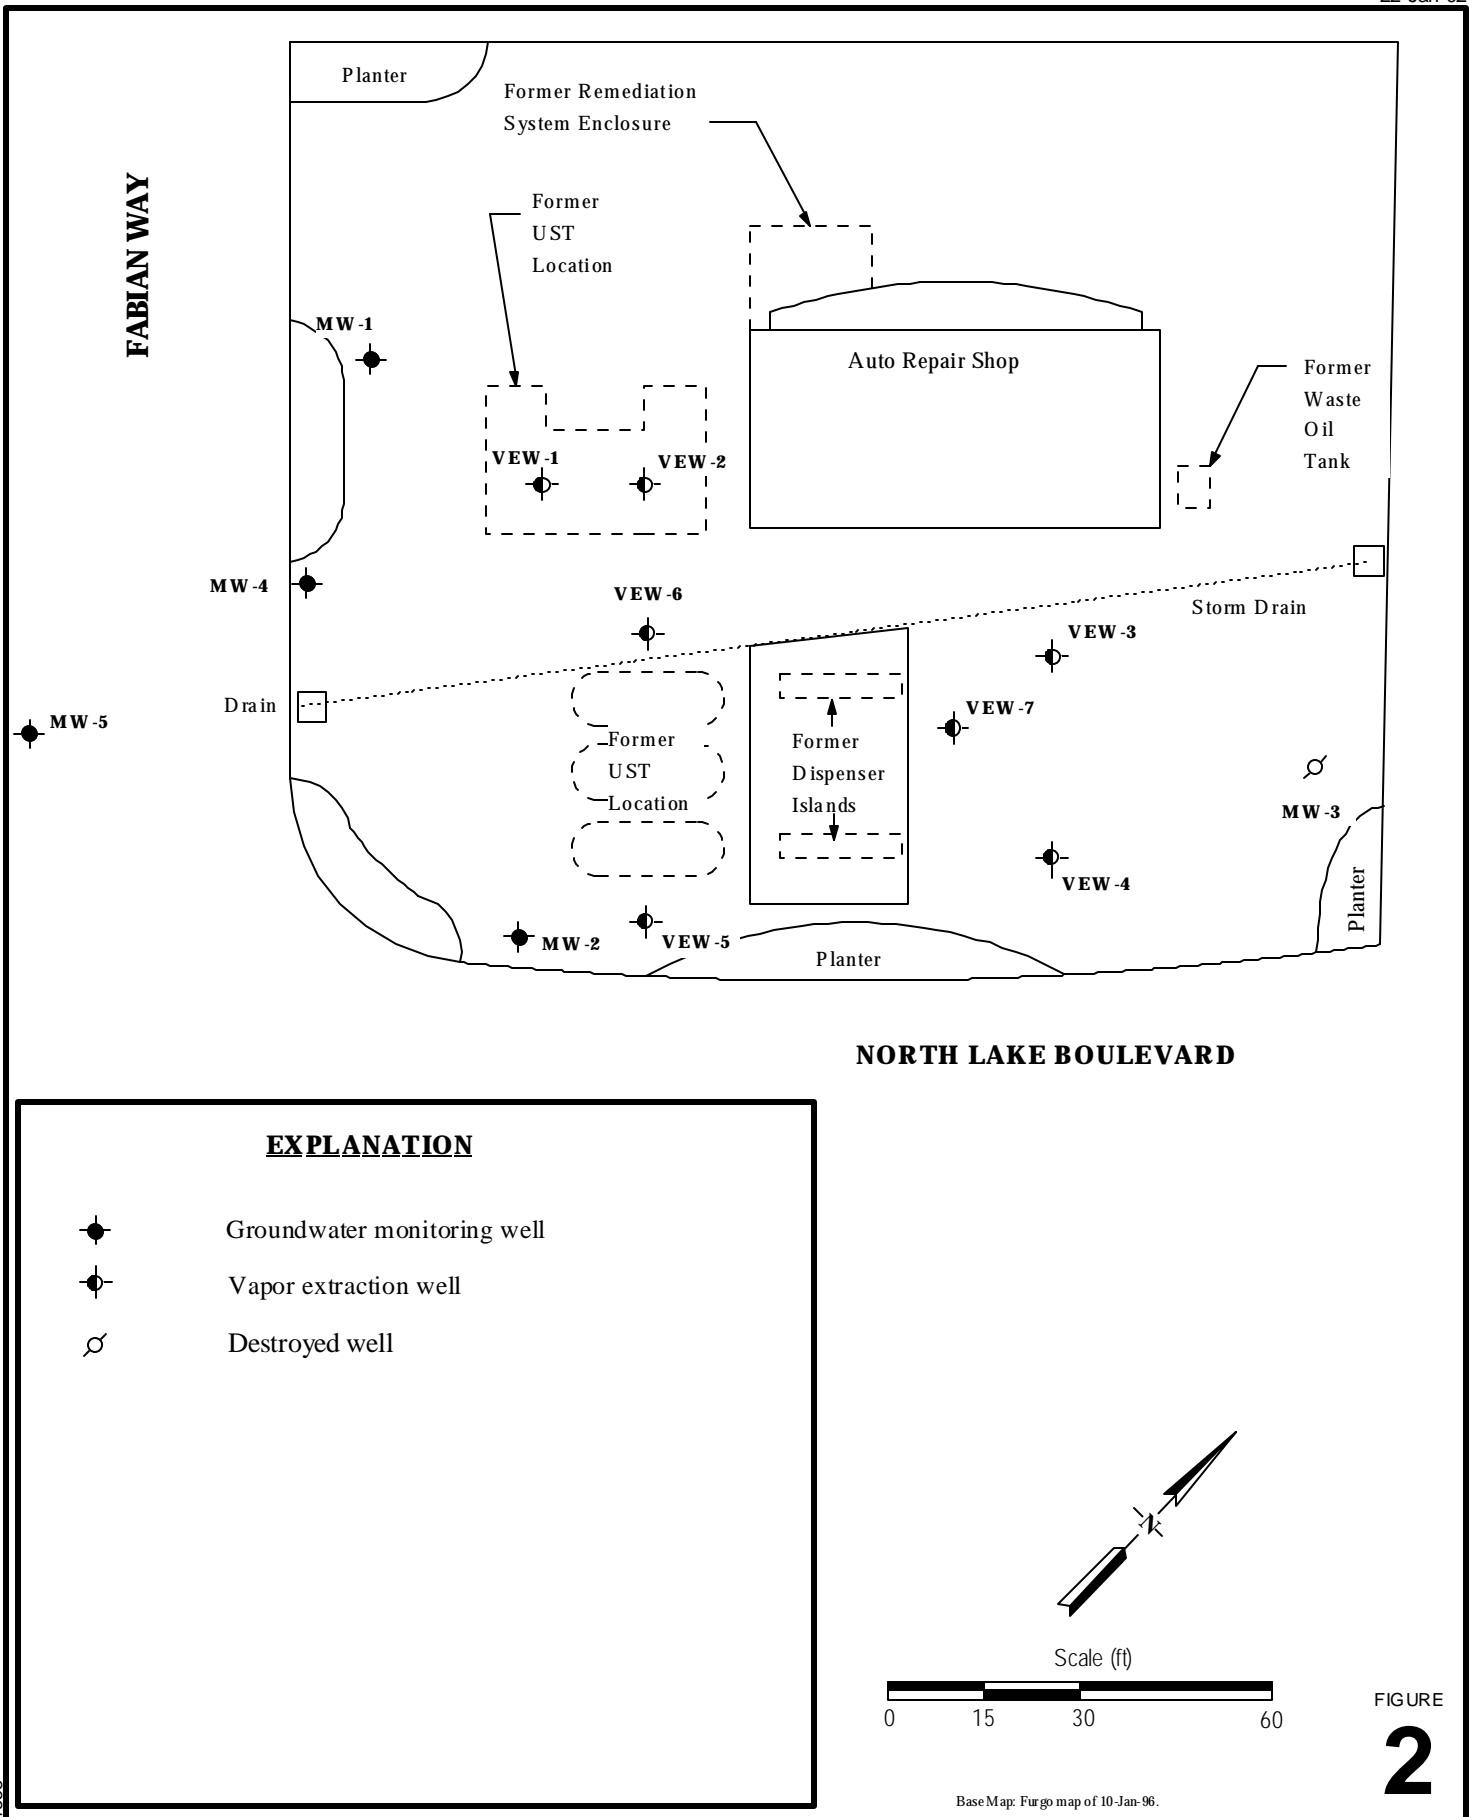 Planter
Former Remediation
System Enclosure
FABIAN WAY
Former
UST
Location
MW-1
Auto Repair Shop
Former
Waste
Oil
Tank
VEW-1
VEW-2
MW-4
VEW-6
Storm Drain
VEW-3
Drain
MW-5
VEW-7
Former
UST
Location
Former
Dispenser
Islands
MW-3
VEW-4
Planter
MW-2
VEW-5
Planter
NORTH LAKE BOULEVARD
EXPLANATION
Groundwater monitoring well
Vapor extraction well
Destroyed well
N
Scale (ft)
0 15 30 60
FIGURE
2
Base Map: Furgo map of 10-Jan-96.